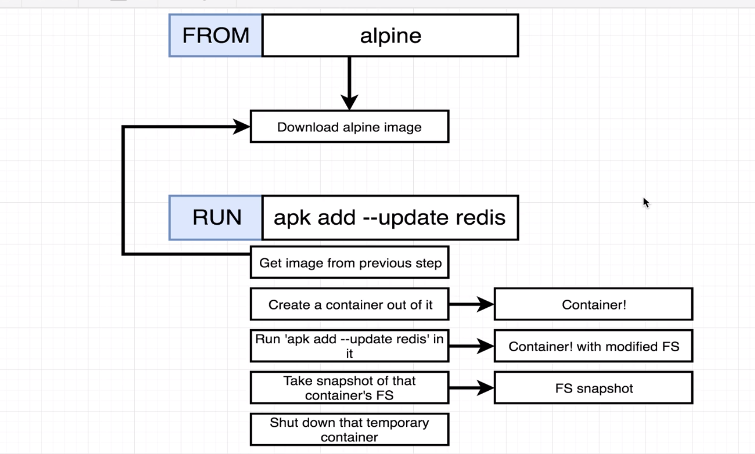 FROM alpine
Download alpine image
RUN apk add --update redis
Get image from previous step
Create a container out of it
Container!
Run 'apk add --update redis' in
it
Container! with modified FS
Take snapshot of that
container's FS
FS snapshot
Shut down that temporary
container